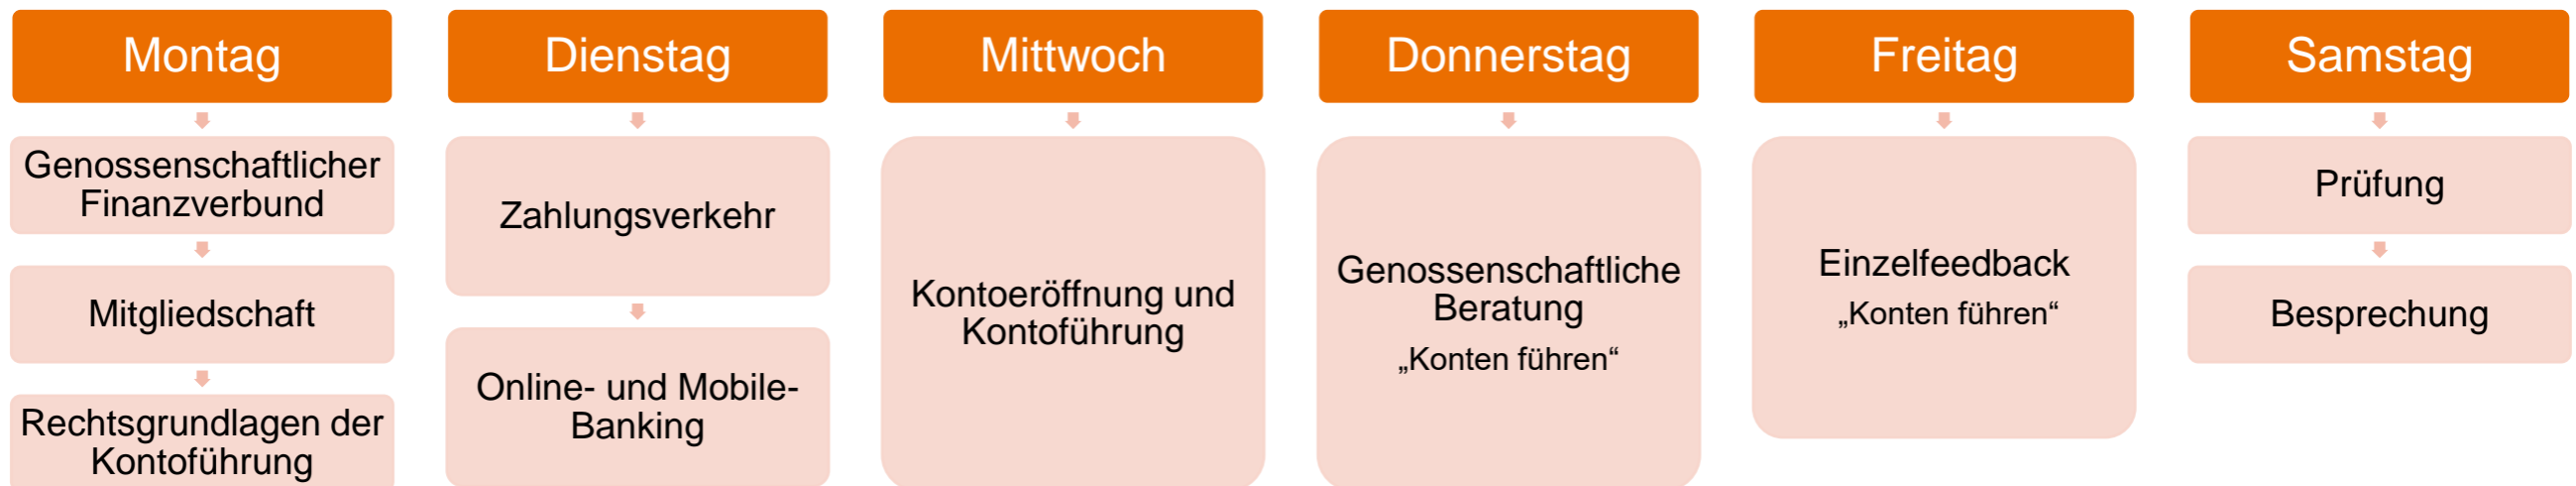 Montag
Genossenschaftlicher
Finanzverbund
Mitgliedschaft
Rechtsgrundlagen der
Kontoführung
Dienstag
Zahlungsverkehr
Online- und Mobile-
Banking
Mittwoch
Kontoeröffnung und
Kontoführung
Donnerstag
Genossenschaftliche
Beratung
„Konten führen“
Freitag
Einzelfeedback
„Konten führen“
Samstag
Prüfung
Besprechung